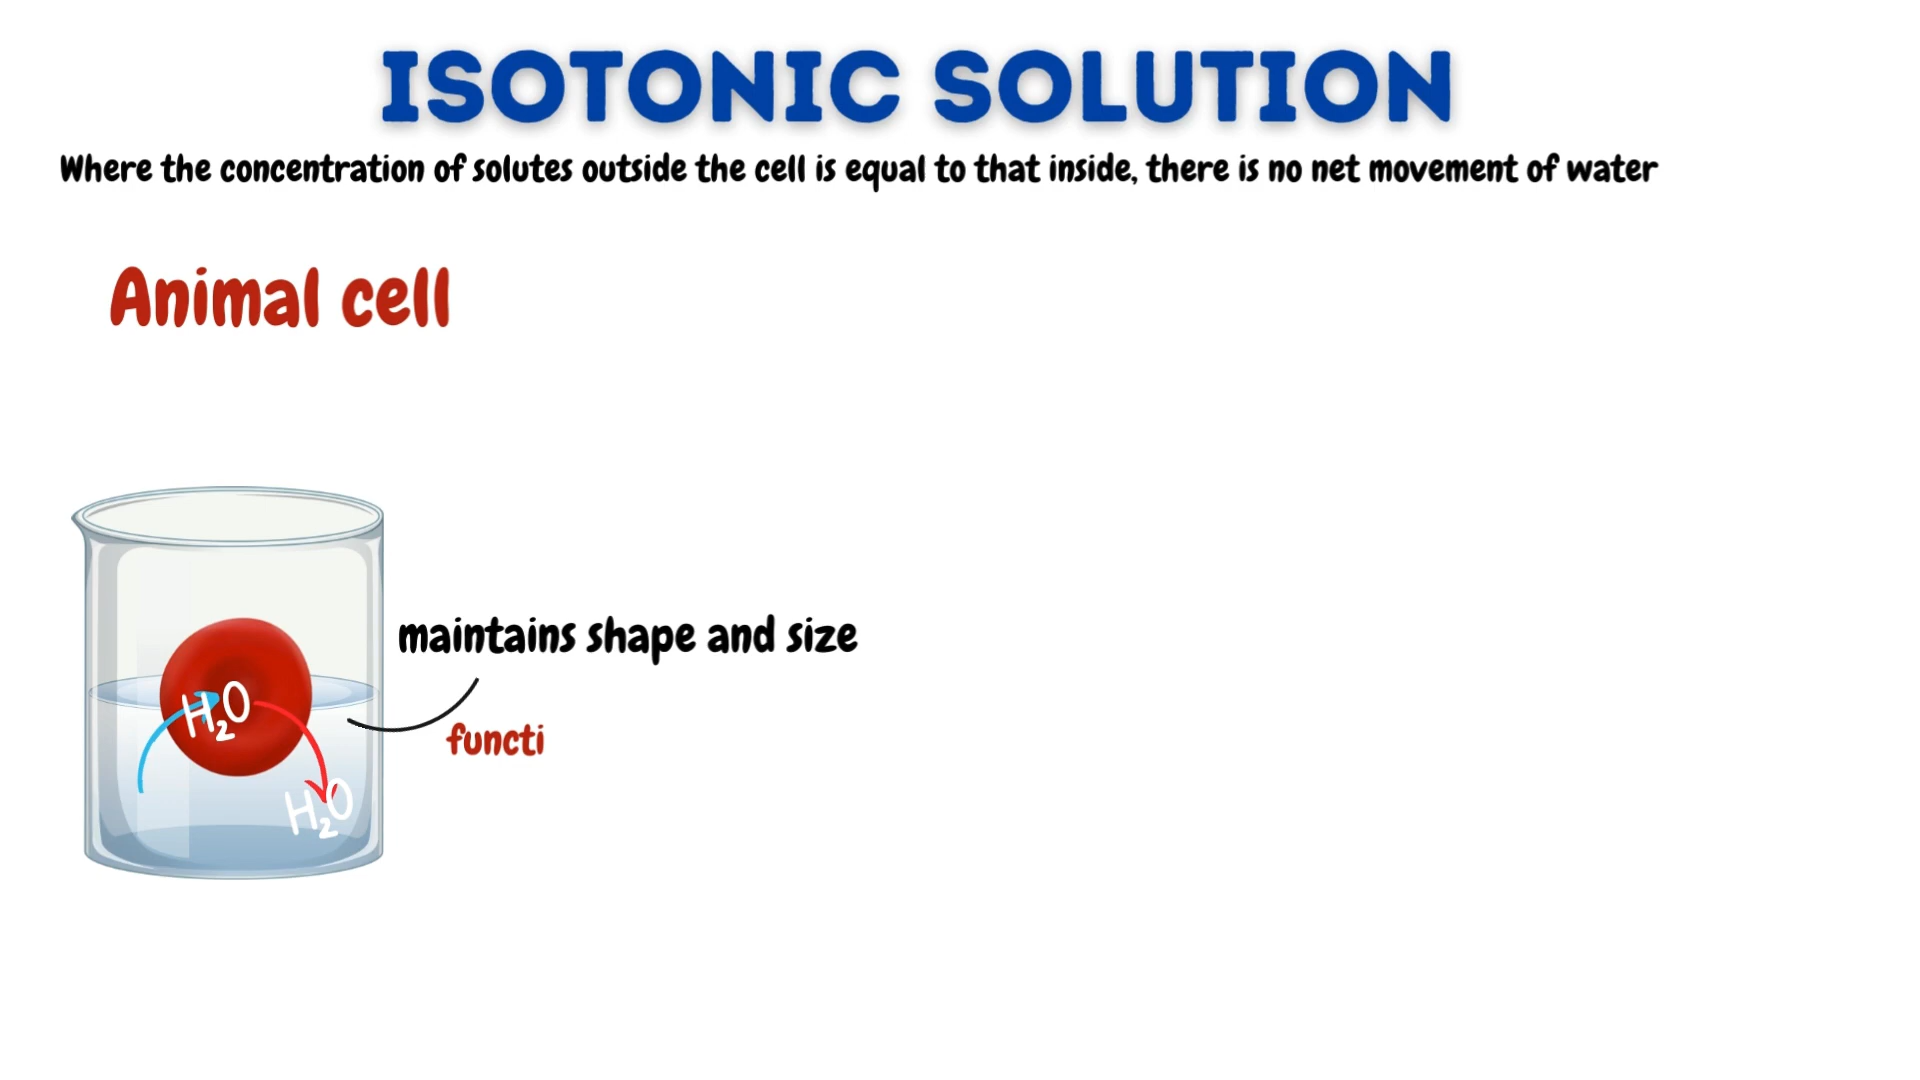 ISOTONIC SOLUTION
Where the concentration of solutes outside the cell is equal to that inside, there is no net movement of water
Animal cell
maintains shape and size
H₂O
functi
H₂O